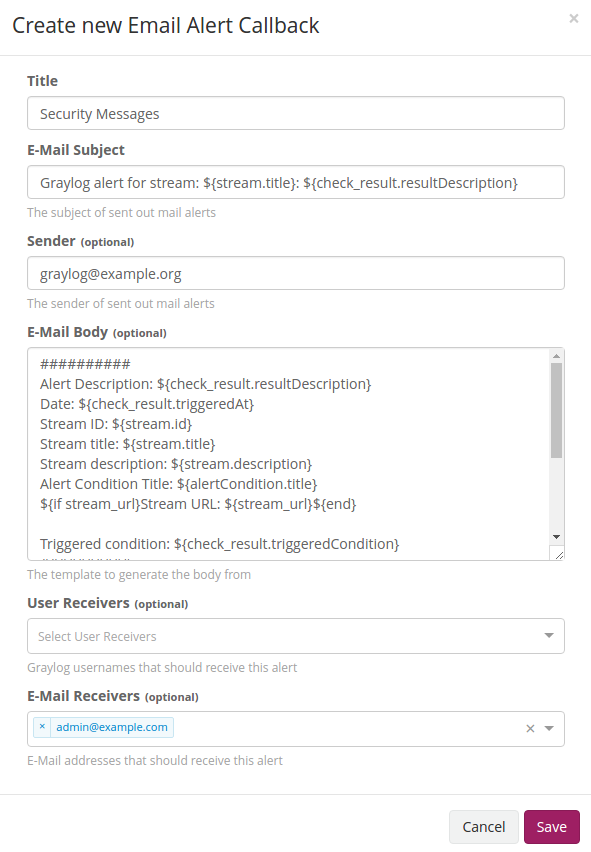 Create new Email Alert Callback
×
Title
Security Messages
E-Mail Subject
Graylog alert for stream: ${stream.title}: ${check_result.resultDescription}
The subject of sent out mail alerts
Sender (optional)
graylog@example.org
The sender of sent out mail alerts
E-Mail Body (optional)
##########
Alert Description: ${check_result.resultDescription}
Date: ${check_result.triggeredAt}
Stream ID: ${stream.id}
Stream title: ${stream.title}
Stream description: ${stream.description}
Alert Condition Title: ${alertCondition.title}
${if stream_url}Stream URL: ${stream_url}${end}
Triggered condition: ${check_result.triggeredCondition}
The template to generate the body from
User Receivers (optional)
Select User Receivers
Graylog usernames that should receive this alert
E-Mail Receivers (optional)
× admin@example.com ×
E-Mail addresses that should receive this alert
Cancel Save